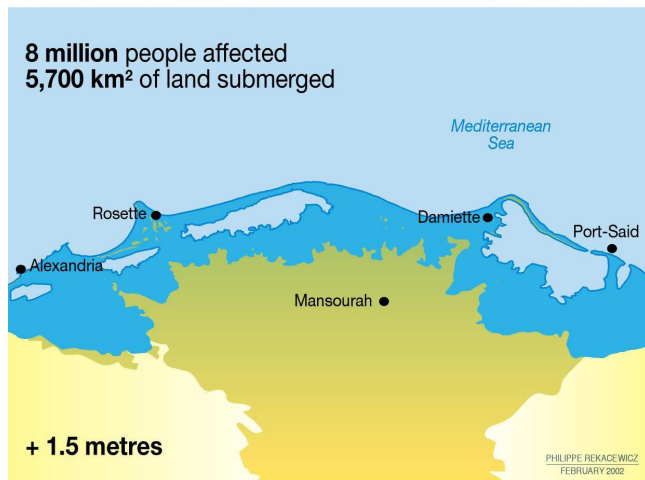 8 million people affected
5,700 km² of land submerged
Mediterranean
Sea
Rosette
Damiette
Port-Said
Alexandria
Mansourah
+ 1.5 metres
PHILIPPE REKACEWICZ
FEBRUARY 2002